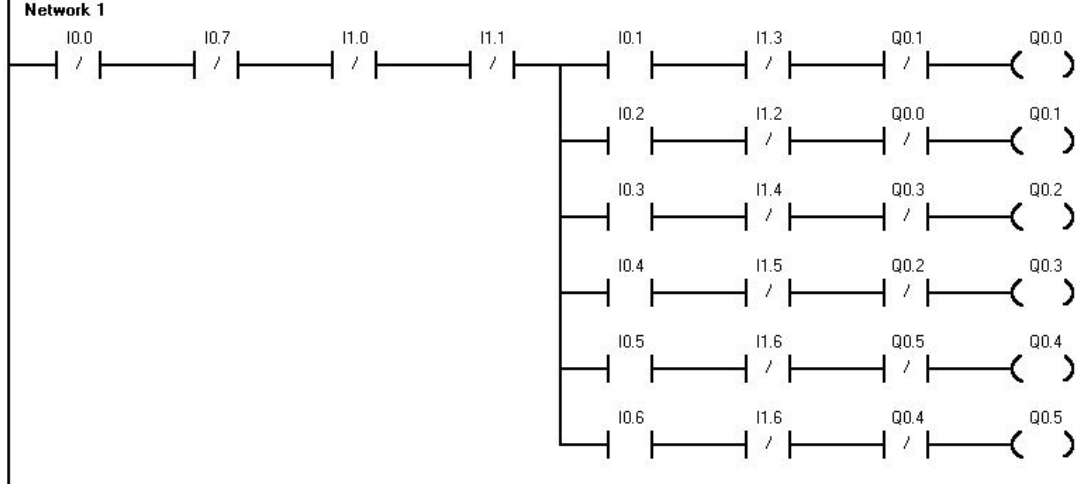 Network 1
I0.0 I0.7 I1.0 I1.1 I0.1 I1.3 Q0.1 Q0.0
I0.2 I1.2 Q0.0 Q0.1
I0.3 I1.4 Q0.3 Q0.2
I0.4 I1.5 Q0.2 Q0.3
I0.5 I1.6 Q0.5 Q0.4
I0.6 I1.6 Q0.4 Q0.5